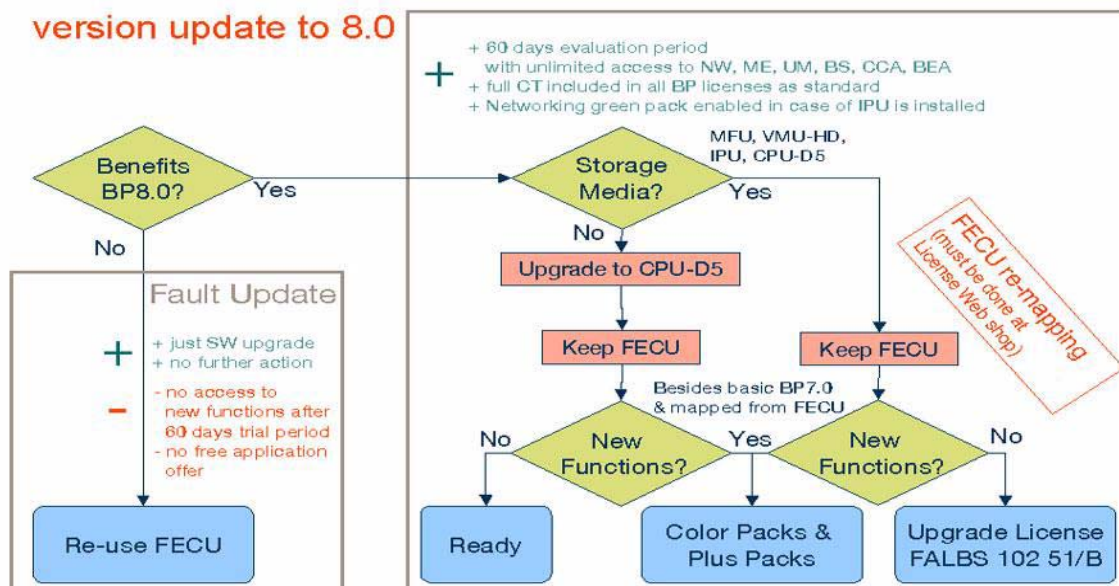 version update to 8.0
+
+ 60 days evaluation period
with unlimited access to NW, ME, UM, BS, CCA, BEA
+ full CT included in all BP licenses as standard
+ Networking green pack enabled in case of IPU is installed
Benefits
BP8.0?
Yes
No
Storage
Media?
MFU, VMU-HD,
IPU, CPU-D5
Yes
No
Upgrade to CPU-D5
FECU re-mapping
(must be done at
License Web shop)
Fault Update
+
+ just SW upgrade
+ no further action
-
- no access to
new functions after
60 days trial period
- no free application
offer
Keep FECU
Keep FECU
Besides basic BP7.0
& mapped from FECU
No
New
Functions?
Yes
New
Functions?
No
Re-use FECU
Ready
Color Packs &
Plus Packs
Upgrade License
FALBS 102 51/B